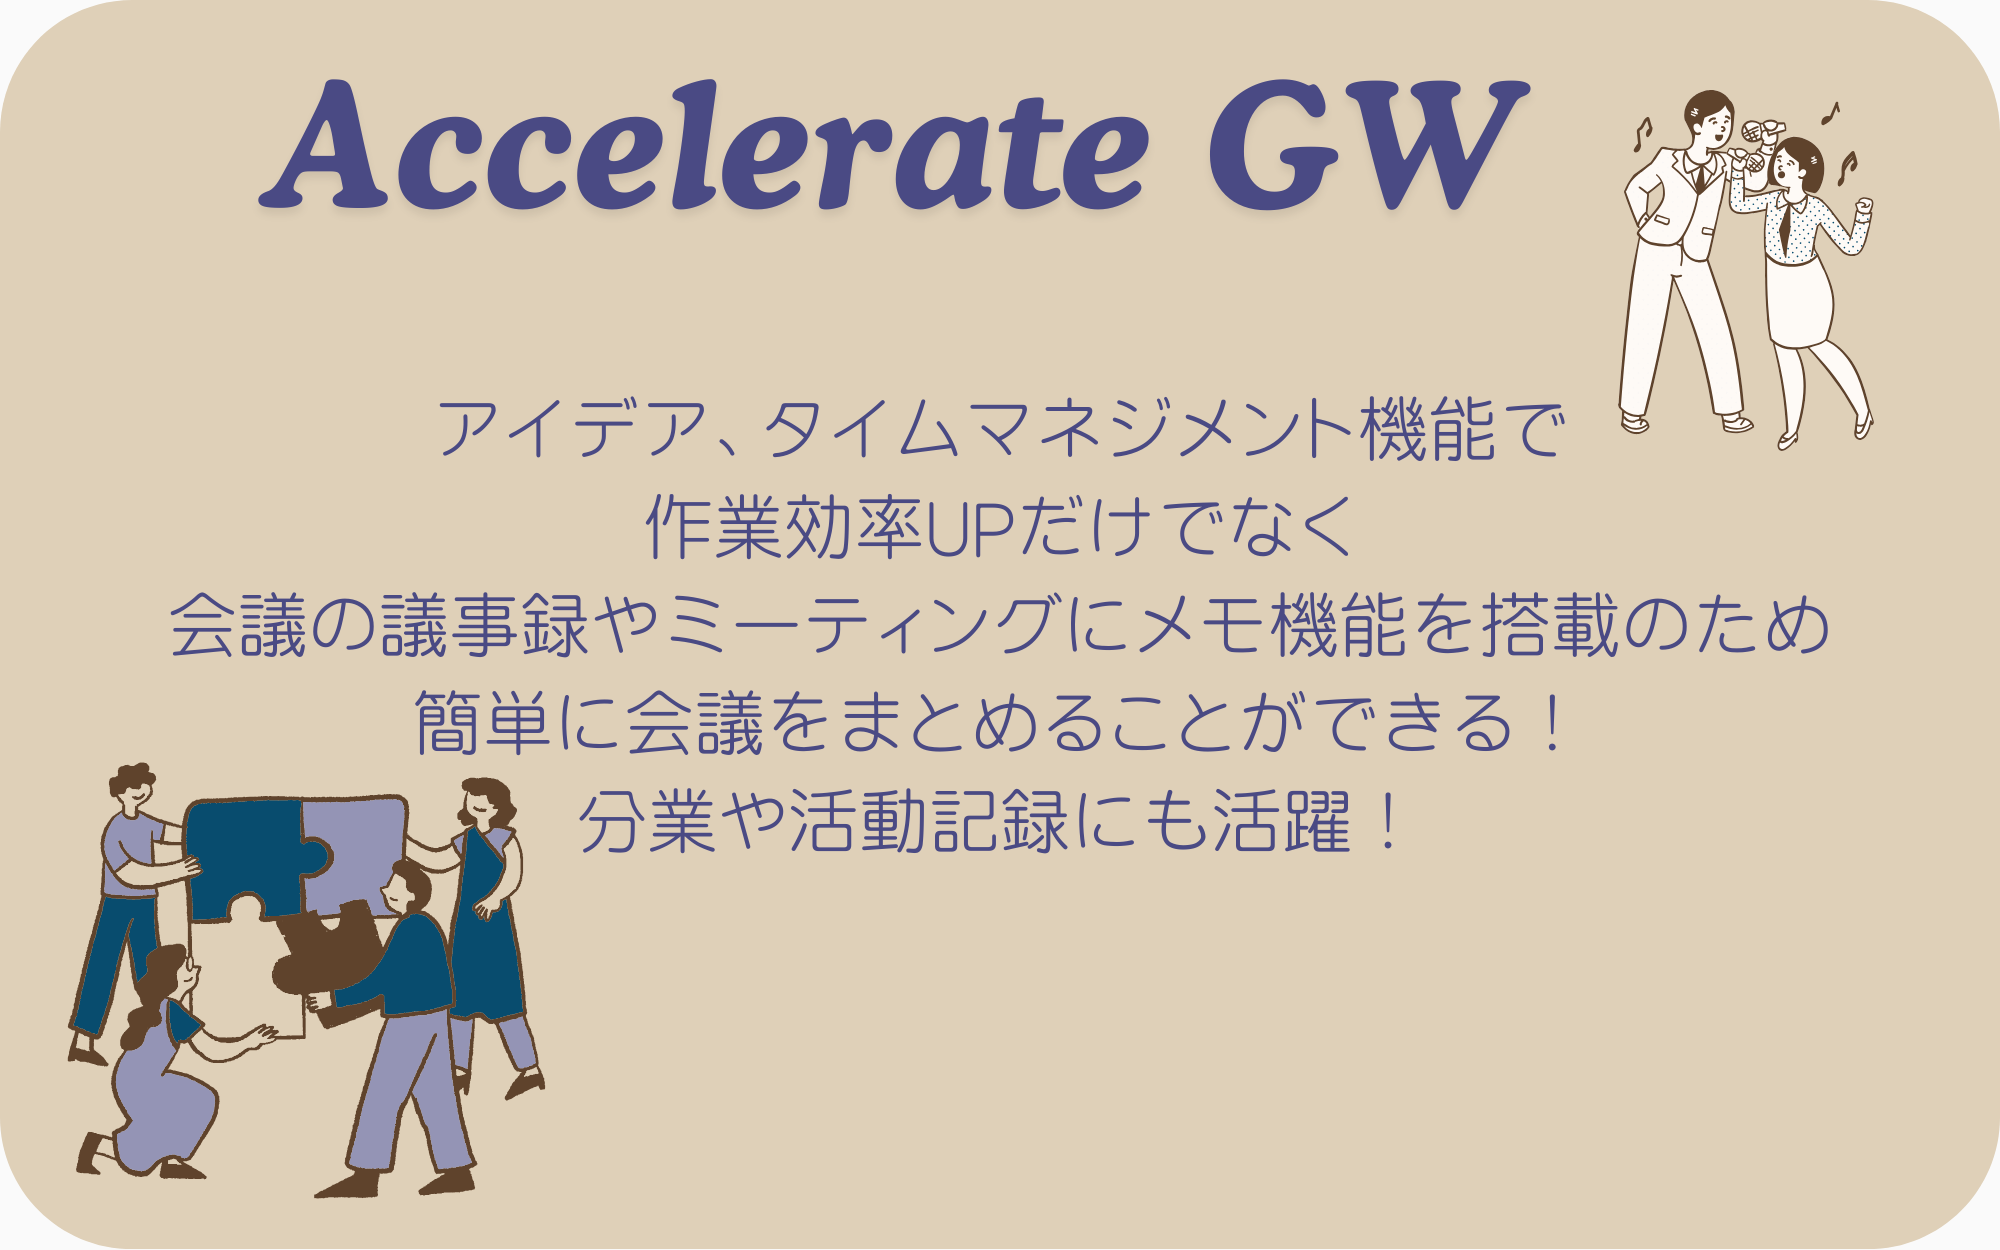 Accelerate GW
アイデア、タイムマネジメント機能で
作業効率UPだけでなく
会議の議事録やミーティングにメモ機能を搭載のため
簡単に会議をまとめることができる！
分業や活動記録にも活躍！